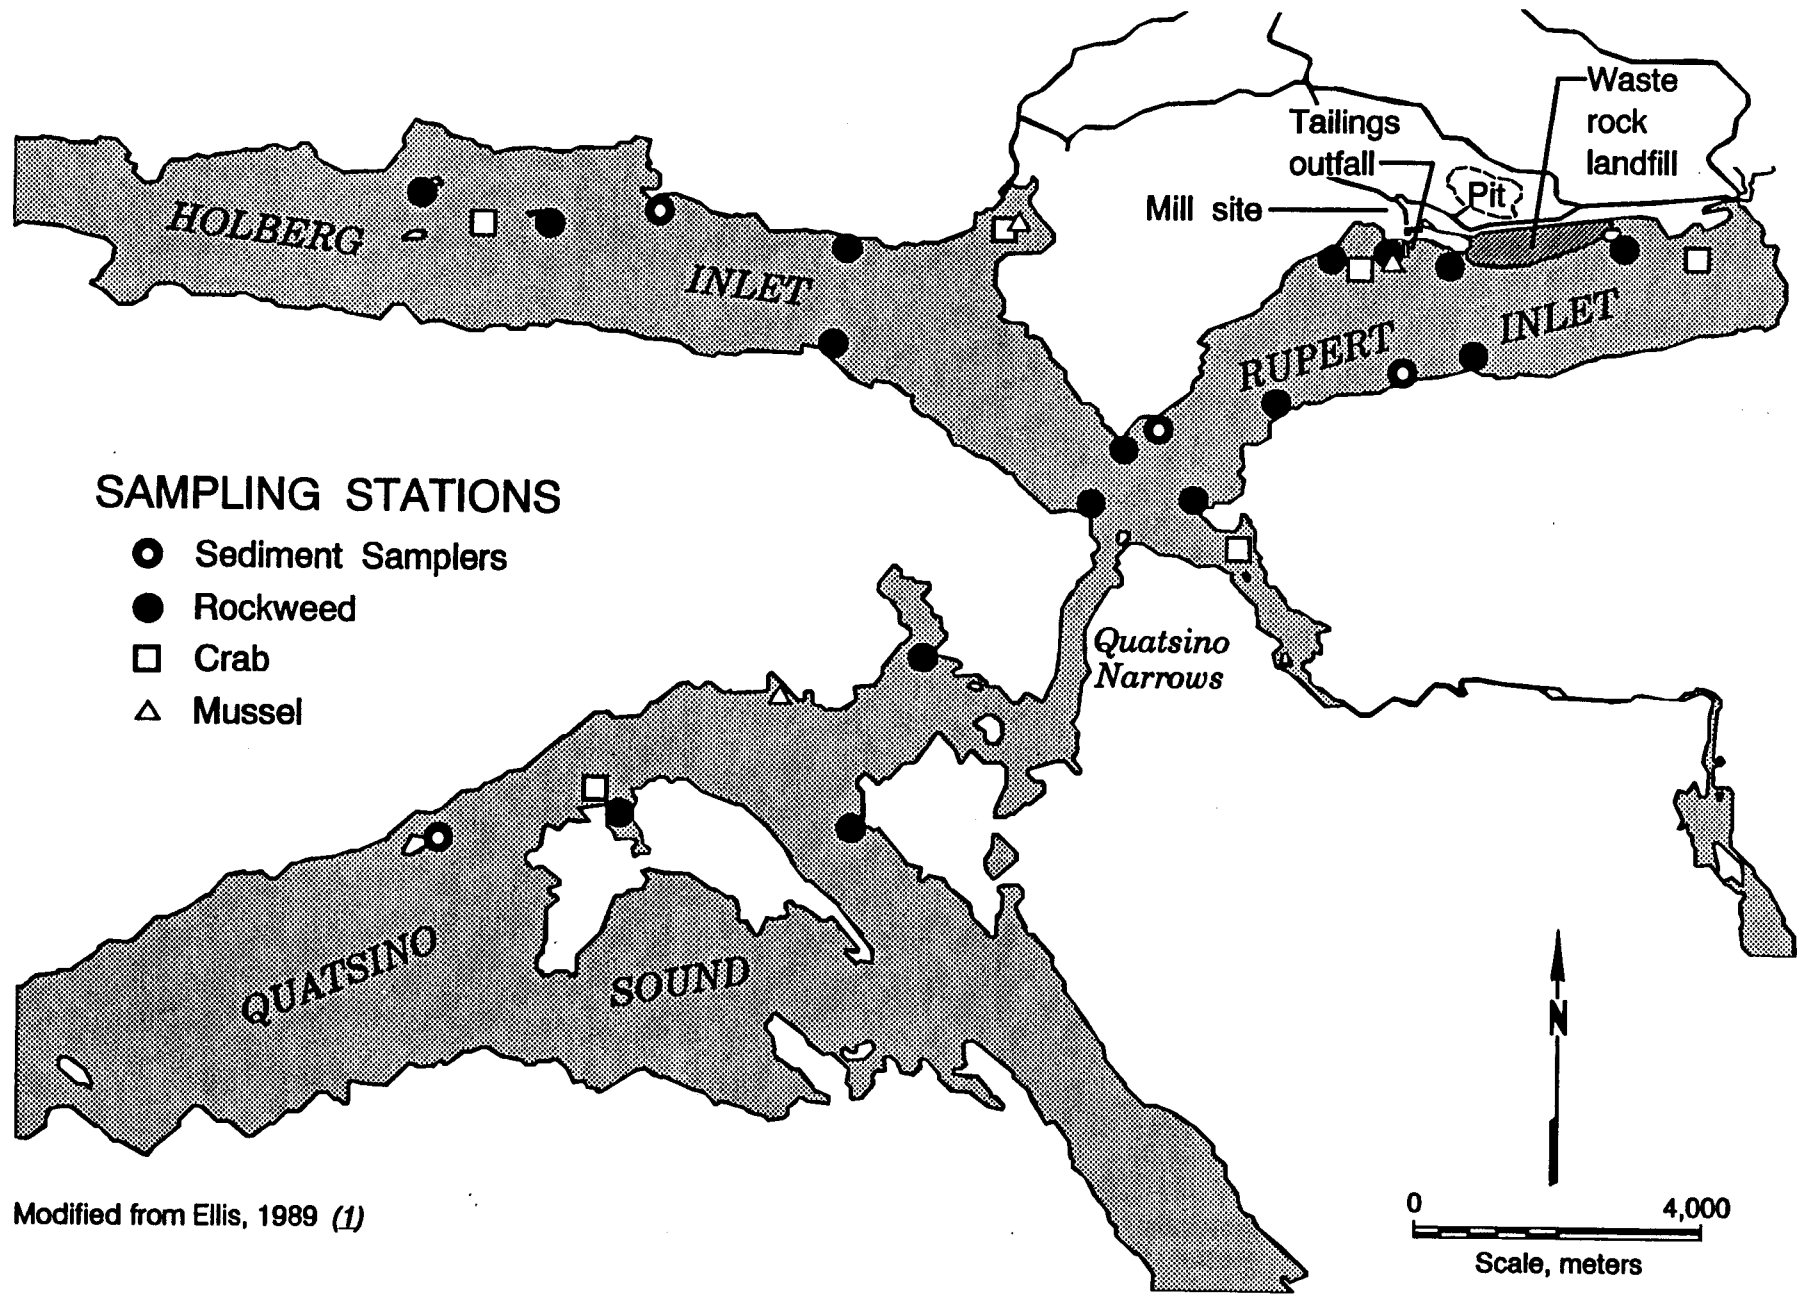 Waste
rock
landfill
Tailings
outfall
Pit
Mill site
HOLBERG
INLET
RUPERT
INLET
SAMPLING STATIONS
Sediment Samplers
Rockweed
Crab
Mussel
Quatsino
Narrows
QUATSINO
SOUND
N
0 4,000
Scale, meters
Modified from Ellis, 1989 (1)